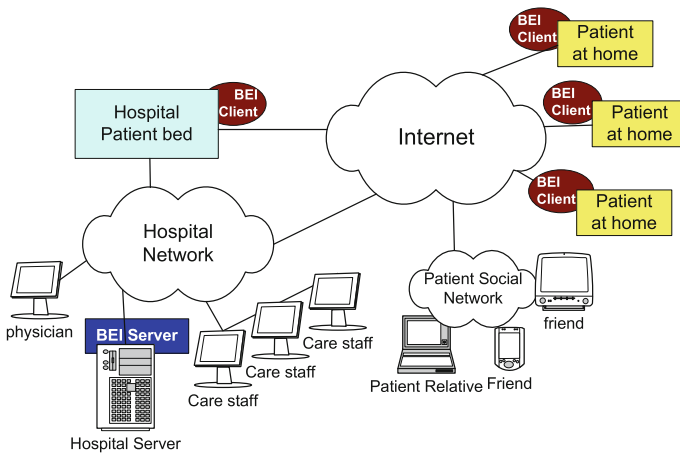 BEI
Client
Patient
at home
BEI
Client
Hospital
Patient bed
BEI
Client
Patient
at home
Internet
BEI
Client
Patient
at home
Hospital
Network
Patient Social
Network
physician
BEI Server
Care staff
Care staff
Care staff
friend
Patient Relative
Friend
Hospital Server